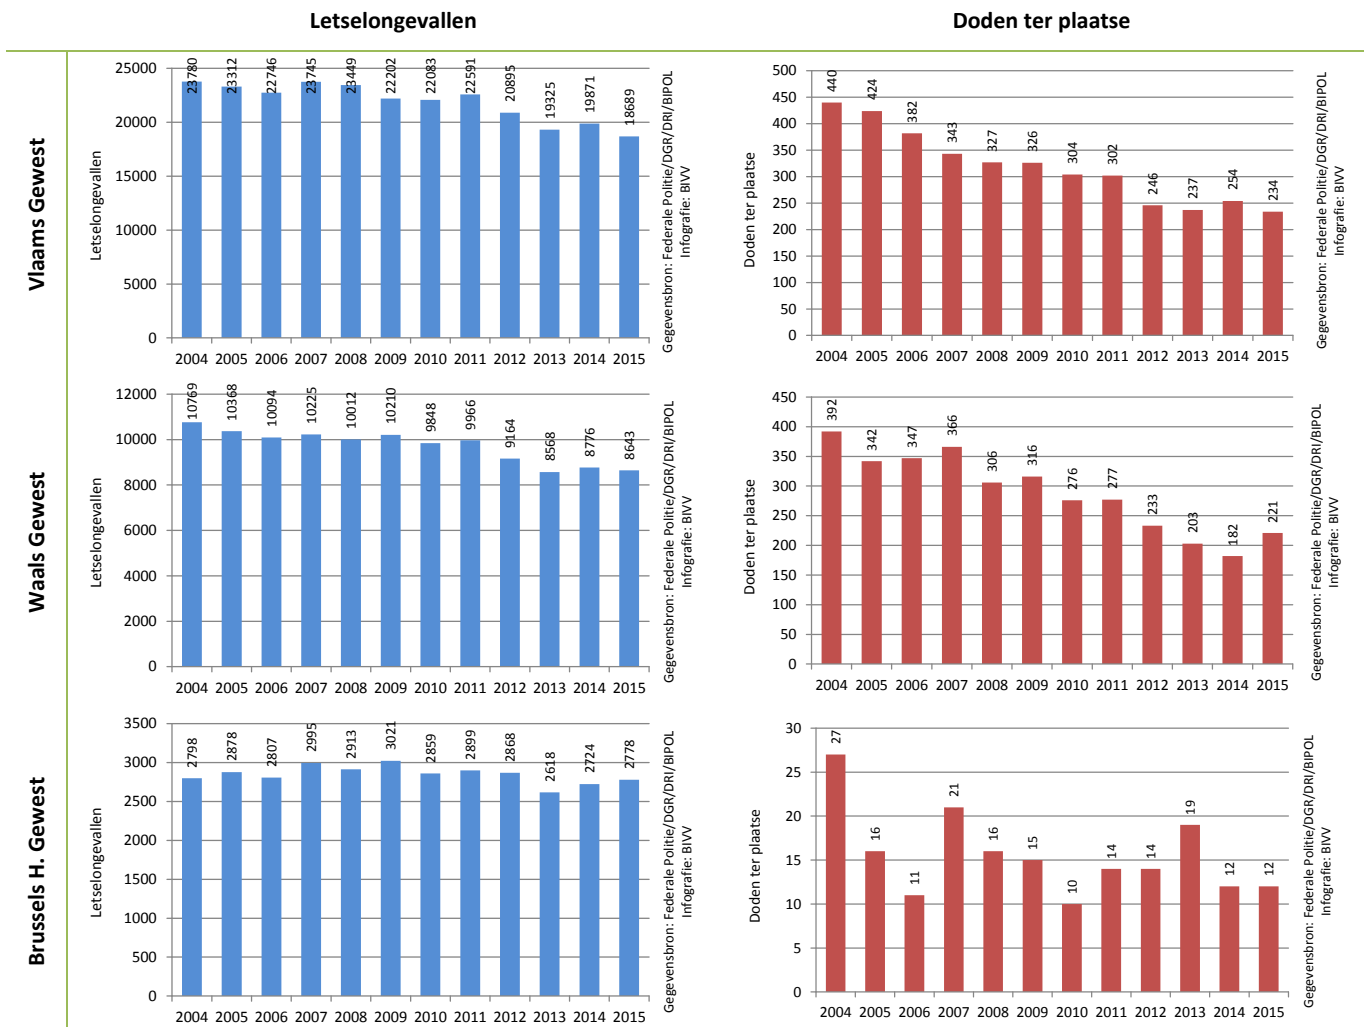 Letselongevallen
Doden ter plaatse
Vlaams Gewest
Letselongevallen
25000
20000
15000
10000
5000
0
23780 23312 22746 23745 23449 22202 22083 22591 20895 19325 19871 18689
2004 2005 2006 2007 2008 2009 2010 2011 2012 2013 2014 2015
Gegevensbron: Federale Politie/DGR/DRI/BIPOL
Infografie: BIVV
Doden ter plaatse
500
450
400
350
300
250
200
150
100
50
0
440 424 382 343 327 326 304 302 246 237 254 234
2004 2005 2006 2007 2008 2009 2010 2011 2012 2013 2014 2015
Gegevensbron: Federale Politie/DGR/DRI/BIPOL
Infografie: BIVV
Waals Gewest
Letselongevallen
12000
10000
8000
6000
4000
2000
0
10769 10368 10094 10225 10012 10210 9848 9966 9164 8568 8776 8643
2004 2005 2006 2007 2008 2009 2010 2011 2012 2013 2014 2015
Gegevensbron: Federale Politie/DGR/DRI/BIPOL
Infografie: BIVV
Doden ter plaatse
450
400
350
300
250
200
150
100
50
0
392 342 347 366 306 316 276 277 233 203 182 221
2004 2005 2006 2007 2008 2009 2010 2011 2012 2013 2014 2015
Gegevensbron: Federale Politie/DGR/DRI/BIPOL
Infografie: BIVV
Brussels H. Gewest
Letselongevallen
3500
3000
2500
2000
1500
1000
500
0
2798 2878 2807 2995 2913 3021 2859 2899 2868 2618 2724 2778
2004 2005 2006 2007 2008 2009 2010 2011 2012 2013 2014 2015
Gegevensbron: Federale Politie/DGR/DRI/BIPOL
Infografie: BIVV
Doden ter plaatse
30
25
20
15
10
5
0
27 16 11 21 16 15 10 14 14 19 12 12
2004 2005 2006 2007 2008 2009 2010 2011 2012 2013 2014 2015
Gegevensbron: Federale Politie/DGR/DRI/BIPOL
Infografie: BIVV